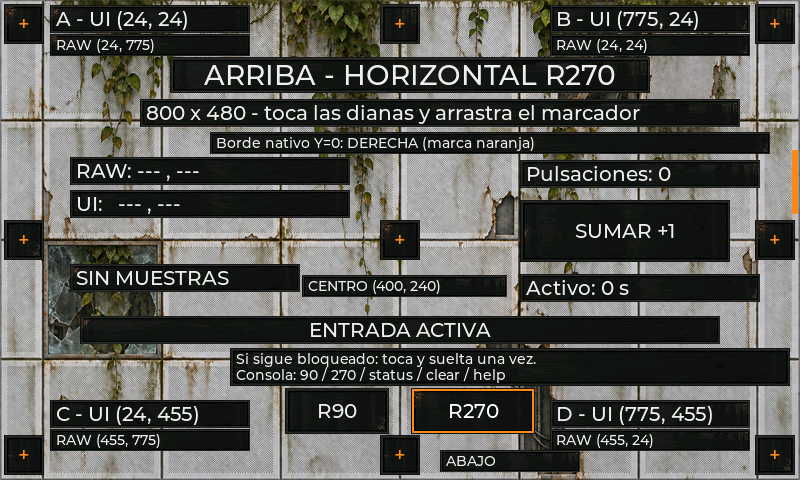 A - UI (24, 24)
RAW (24, 775)
+
+
B - UI (775, 24)
RAW (24, 24)
+
ARRIBA - HORIZONTAL R270
800 x 480 - toca las dianas y arrastra el marcador
Borde nativo Y=0: DERECHA (marca naranja)
RAW: --- , ---
Pulsaciones: 0
UI: --- , ---
+
+
SUMAR +1
+
SIN MUESTRAS
CENTRO (400, 240)
Activo: 0 s
ENTRADA ACTIVA
Si sigue bloqueado: toca y suelta una vez.
Consola: 90 / 270 / status / clear / help
C - UI (24, 455)
RAW (455, 775)
R90
R270
D - UI (775, 455)
RAW (455, 24)
+
+
ABAJO
+